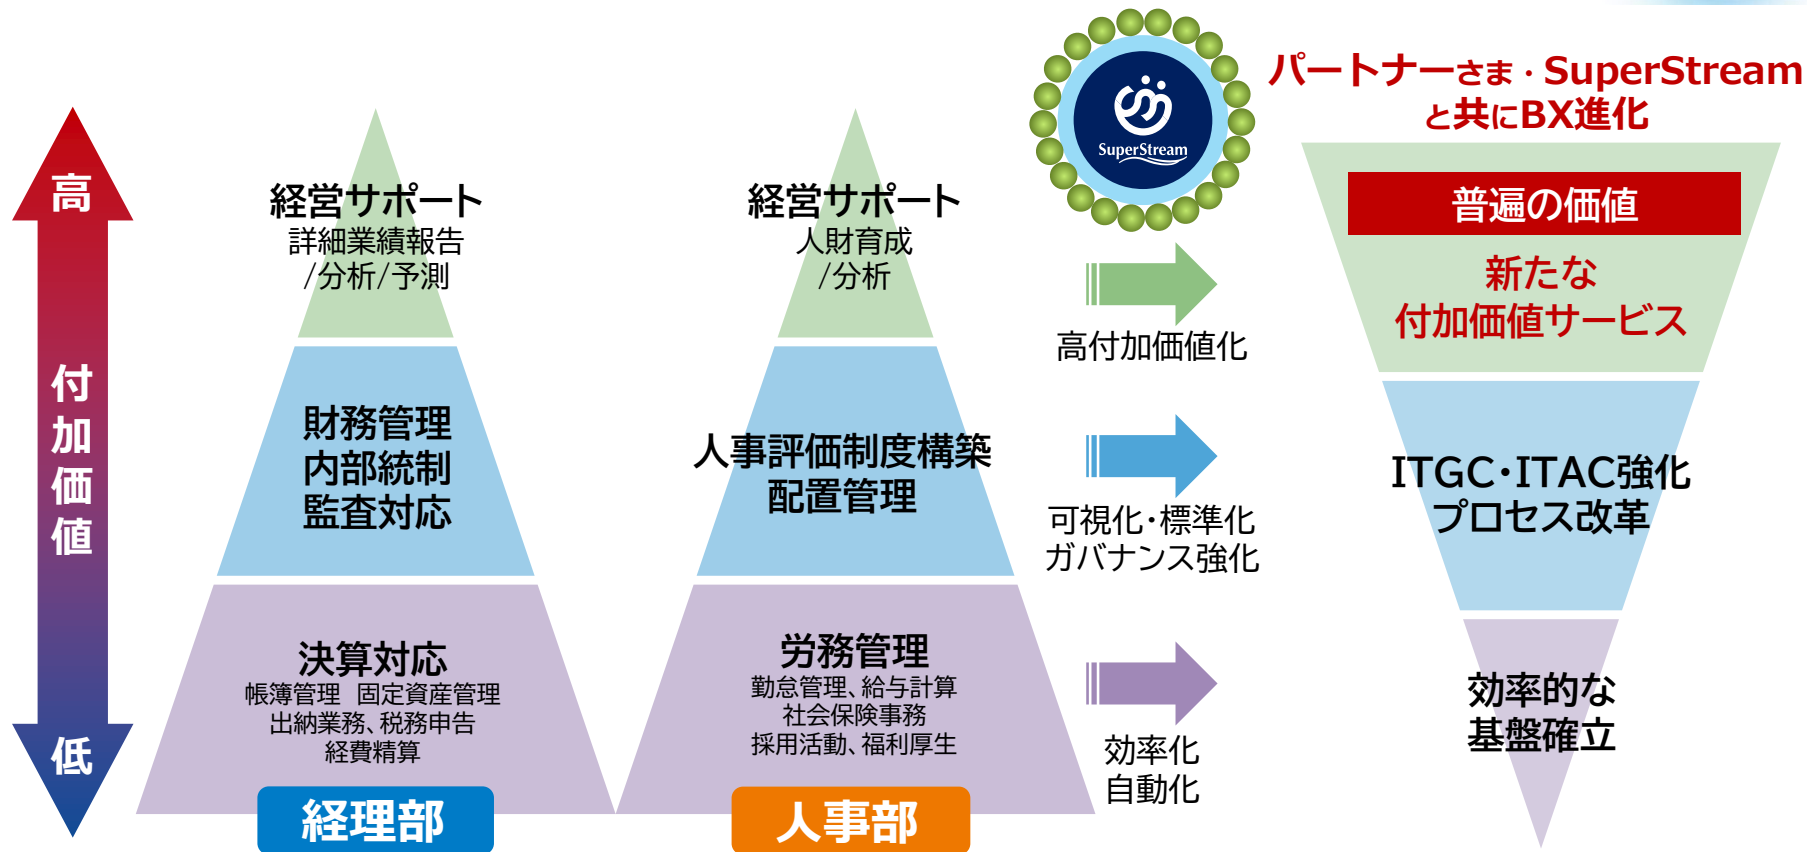 高
付
加
価
値
低
経営サポート
詳細業績報告
/分析/予測
財務管理
内部統制
監査対応
決算対応
帳簿管理　固定資産管理
出納業務、税務申告
経費精算
経理部
経営サポート
人財育成
/分析
人事評価制度構築
配置管理
労務管理
勤怠管理、給与計算
社会保険事務
採用活動、福利厚生
人事部
SuperStream
高付加価値化
可視化・標準化
ガバナンス強化
効率化
自動化
パートナーさま・SuperStream
と共にBX進化
普遍の価値
新たな
付加価値サービス
ITGC・ITAC強化
プロセス改革
効率的な
基盤確立